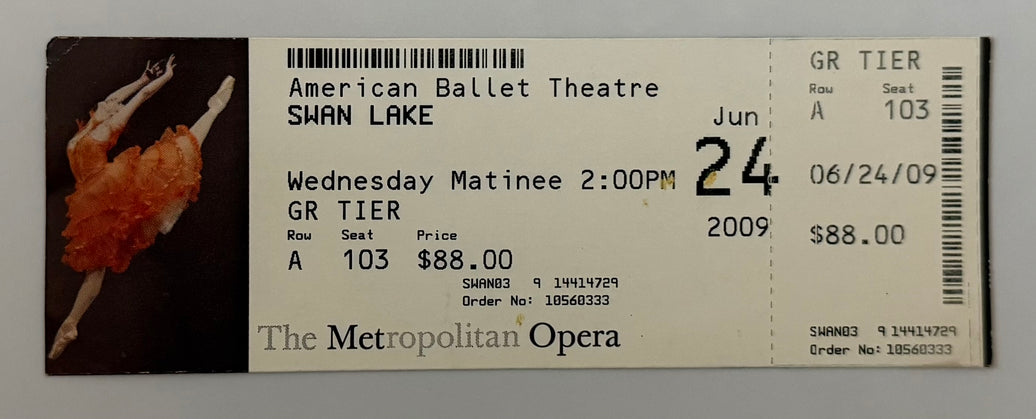 American Ballet Theatre
SWAN LAKE
Wednesday Matinee 2:00PM
GR TIER
Row Seat Price
A 103 $88.00
SWAN03 9 14414729
Order No: 10560333
The Metropolitan Opera
Jun
24
2009
GR TIER
Row Seat
A 103
06/24/09
$88.00
SWAN03 9 14414729
Order No: 10560333